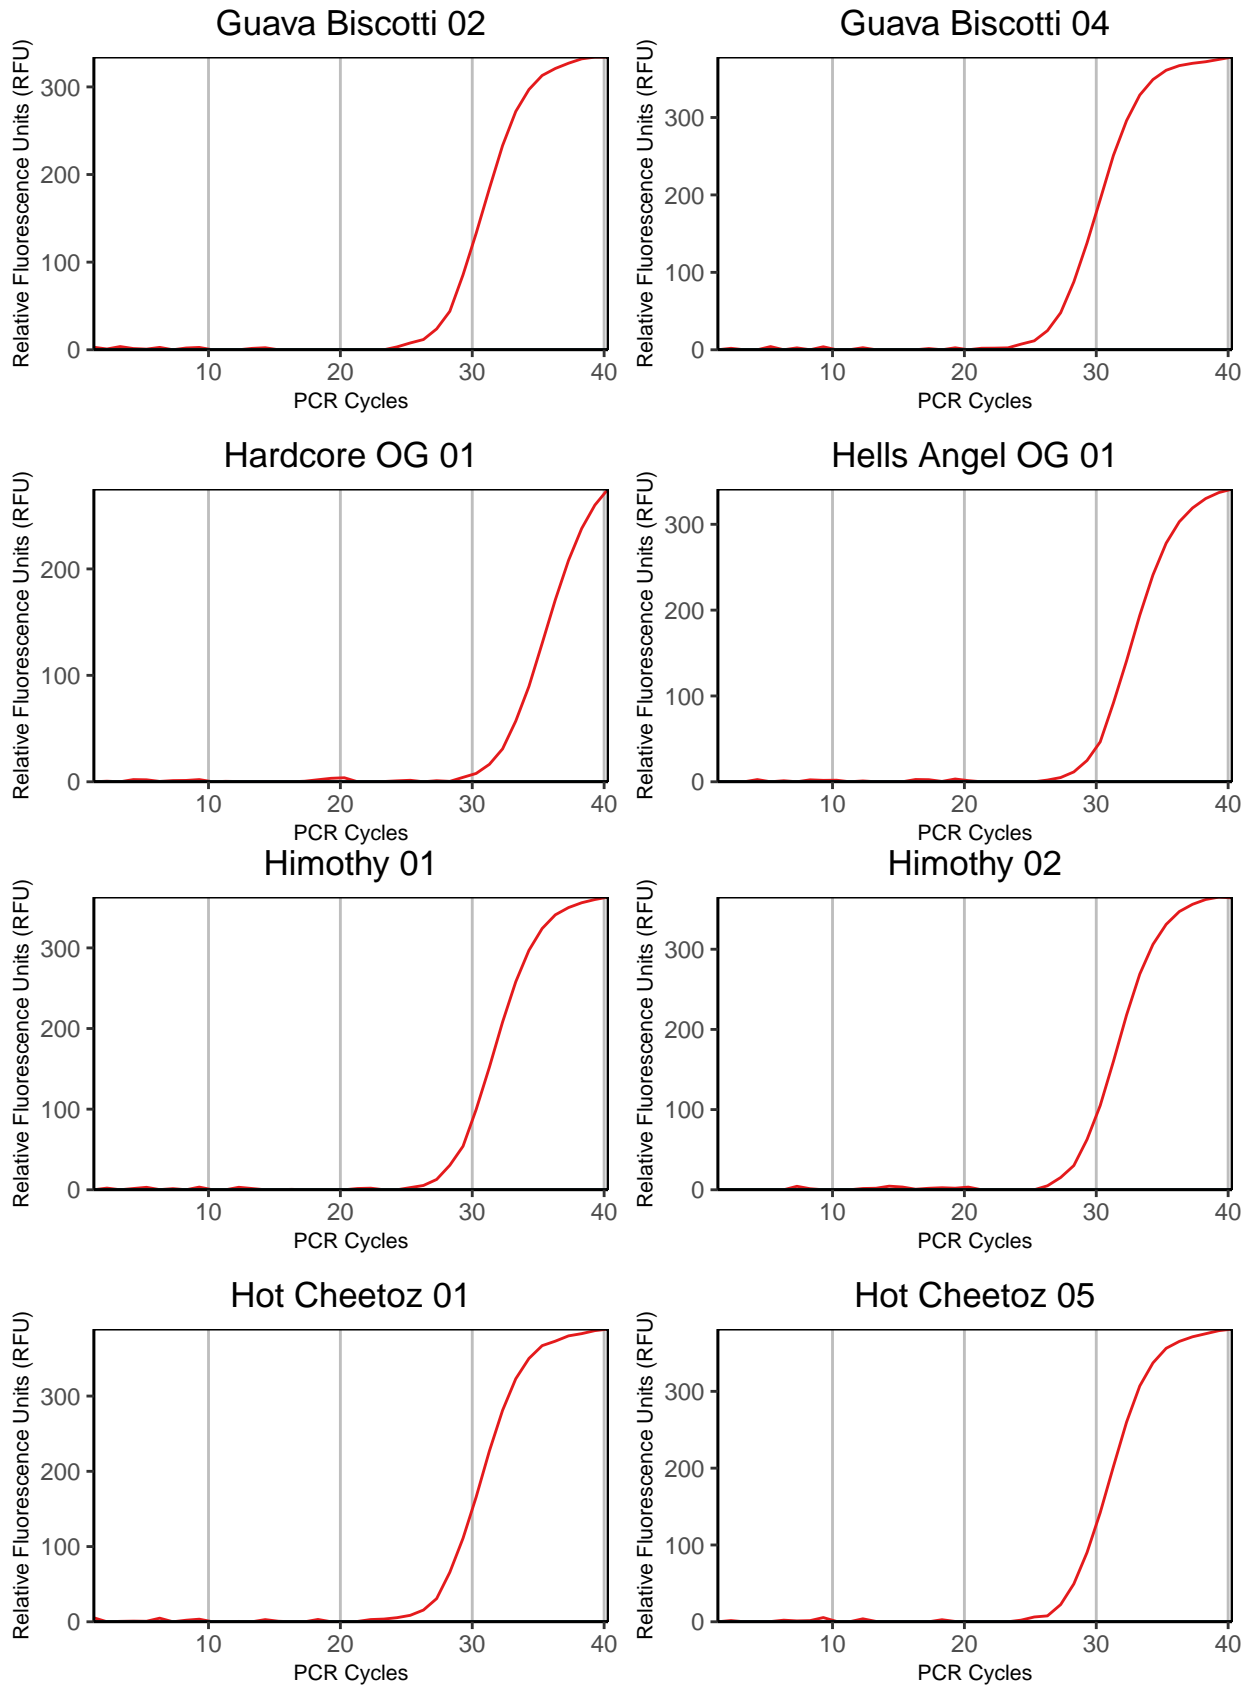 Guava Biscotti 02
Relative Fluorescence Units (RFU)
300
200
100
0
10 20 30 40
PCR Cycles
Guava Biscotti 04
Relative Fluorescence Units (RFU)
300
200
100
0
10 20 30 40
PCR Cycles
Hardcore OG 01
Relative Fluorescence Units (RFU)
200
100
0
10 20 30 40
PCR Cycles
Hells Angel OG 01
Relative Fluorescence Units (RFU)
300
200
100
0
10 20 30 40
PCR Cycles
Himothy 01
Relative Fluorescence Units (RFU)
300
200
100
0
10 20 30 40
PCR Cycles
Himothy 02
Relative Fluorescence Units (RFU)
300
200
100
0
10 20 30 40
PCR Cycles
Hot Cheetoz 01
Relative Fluorescence Units (RFU)
300
200
100
0
10 20 30 40
PCR Cycles
Hot Cheetoz 05
Relative Fluorescence Units (RFU)
300
200
100
0
10 20 30 40
PCR Cycles